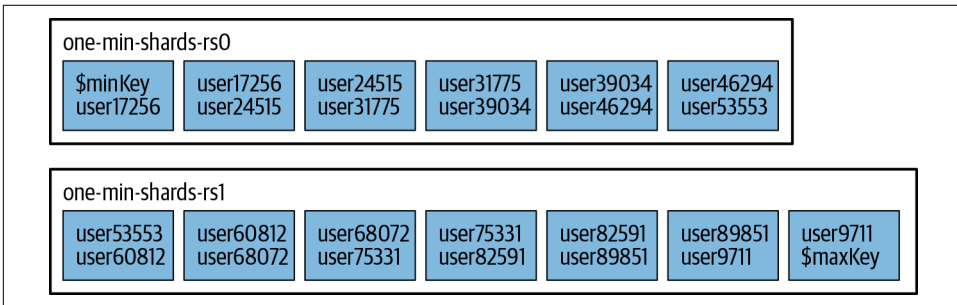 one-min-shards-rs0
$minKey user17256 user24515 user31775 user39034 user46294
user17256 user24515 user31775 user39034 user46294 user53553
one-min-shards-rs1
user53553 user60812 user68072 user75331 user82591 user89851 user9711
user60812 user68072 user75331 user82591 user89851 user9711 $maxKey